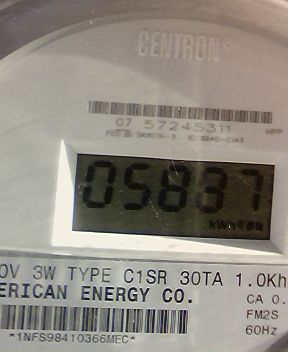 CENTRON®
07 57245311
05837
kWh
0V 3W TYPE C1SR 30TA 1.0Kh
ERICAN ENERGY CO.
CA 0.
FM2S
60Hz
*1NFS98410366MEC*